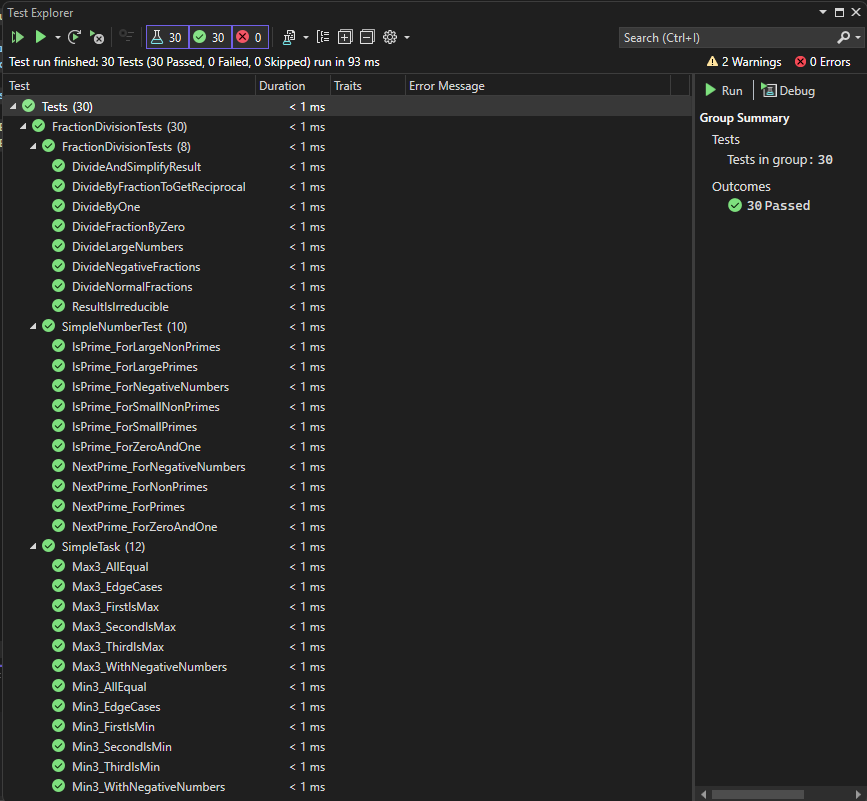 Test Explorer
30 30 0 Search (Ctrl+I)
Test run finished: 30 Tests (30 Passed, 0 Failed, 0 Skipped) run in 93 ms 2 Warnings 0 Errors
Test Duration Traits Error Message
Tests (30) < 1 ms
FractionDivisionTests (30) < 1 ms
FractionDivisionTests (8) < 1 ms
DivideAndSimplifyResult < 1 ms
DivideByFractionToGetReciprocal < 1 ms
DivideByOne < 1 ms
DivideFractionByZero < 1 ms
DivideLargeNumbers < 1 ms
DivideNegativeFractions < 1 ms
DivideNormalFractions < 1 ms
ResultIsIrreducible < 1 ms
SimpleNumberTest (10) < 1 ms
IsPrime_ForLargeNonPrimes < 1 ms
IsPrime_ForLargePrimes < 1 ms
IsPrime_ForNegativeNumbers < 1 ms
IsPrime_ForSmallNonPrimes < 1 ms
IsPrime_ForSmallPrimes < 1 ms
IsPrime_ForZeroAndOne < 1 ms
NextPrime_ForNegativeNumbers < 1 ms
NextPrime_ForNonPrimes < 1 ms
NextPrime_ForPrimes < 1 ms
NextPrime_ForZeroAndOne < 1 ms
SimpleTask (12) < 1 ms
Max3_AllEqual < 1 ms
Max3_EdgeCases < 1 ms
Max3_FirstIsMax < 1 ms
Max3_SecondIsMax < 1 ms
Max3_ThirdIsMax < 1 ms
Max3_WithNegativeNumbers < 1 ms
Min3_AllEqual < 1 ms
Min3_EdgeCases < 1 ms
Min3_FirstIsMin < 1 ms
Min3_SecondIsMin < 1 ms
Min3_ThirdIsMin < 1 ms
Min3_WithNegativeNumbers < 1 ms
Run Debug
Group Summary
Tests
Tests in group: 30
Outcomes
30 Passed